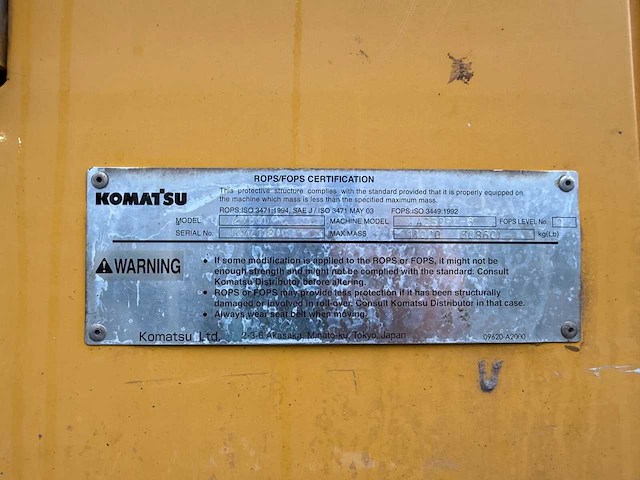 ROPS/FOPS CERTIFICATION
KOMATSU
This protective structure complies with the standard provided that it is properly equipped on
the machine which mass is less than the specified maximum mass.
ROPS:ISO 3471:1994, SAE J / ISO 3471 MAY 03 FOPS:ISO 3449:1992
MODEL MACHINE MODEL FOPS LEVEL No.
SERIAL No. MAX.MASS kg(Lb)
WARNING
• If some modification is applied to the ROPS or FOPS, it might not be
enough strength and might not be complied with the standard. Consult
Komatsu Distributor before altering.
• ROPS or FOPS may provide less protection if it has been structurally
damaged or involved in roll-over. Consult Komatsu Distributor in that case.
• Always wear seat belt when moving.
Komatsu Ltd. 2-3-6 Akasaka, Minato-ku, Tokyo, Japan 09620-A2000